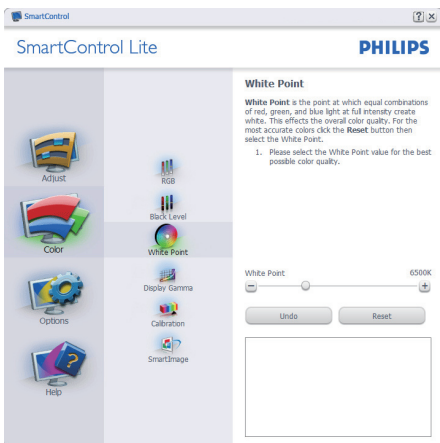 SmartControl
SmartControl Lite
PHILIPS
Adjust
Color
Options
Help
RGB
Black Level
White Point
Display Gamma
Calibration
SmartImage
White Point
White Point is the point at which equal combinations
of red, green, and blue light at full intensity create
white. This effects the overall color quality. For the
most accurate colors click the Reset button then
select the White Point.
1. Please select the White Point value for the best
possible color quality.
White Point 6500K
Undo Reset